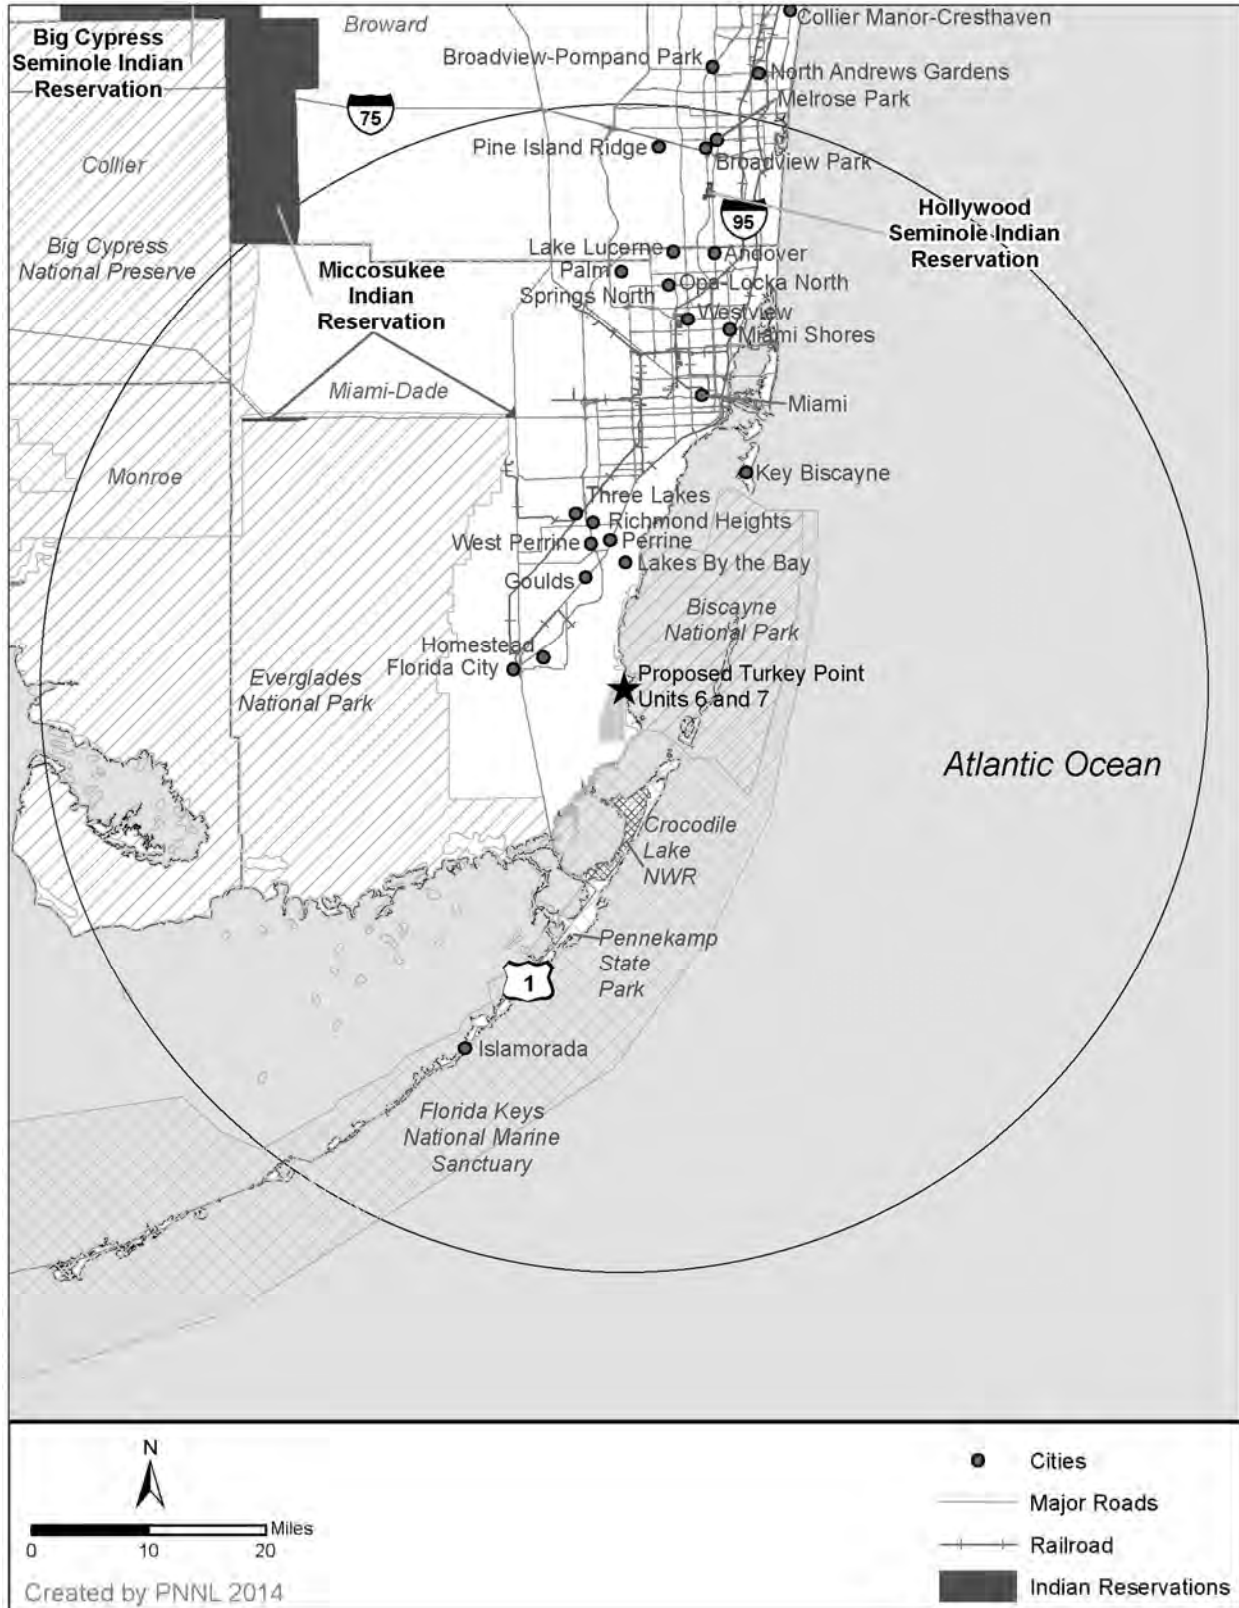 Broward
Collier Manor-Cresthaven
Big Cypress
Seminole Indian
Reservation
Broadview-Pompano Park
North Andrews Gardens
Melrose Park
75
Pine Island Ridge
Broadview Park
Collier
95
Hollywood
Seminole Indian
Reservation
Big Cypress
National Preserve
Lake Lucerne
Andover
Miccosukee
Indian
Reservation
Palm
Springs North
Opa-Locka North
Westview
Miami Shores
Miami-Dade
Miami
Monroe
Key Biscayne
Three Lakes
Richmond Heights
West Perrine
Perrine
Lakes By the Bay
Goulds
Biscayne
National Park
Homestead
Florida City
Everglades
National Park
Proposed Turkey Point
Units 6 and 7
Atlantic Ocean
Crocodile
Lake
NWR
Pennekamp
State
Park
1
Islamorada
Florida Keys
National Marine
Sanctuary
N
Miles
0 10 20
Created by PNNL 2014
Cities
Major Roads
Railroad
Indian Reservations